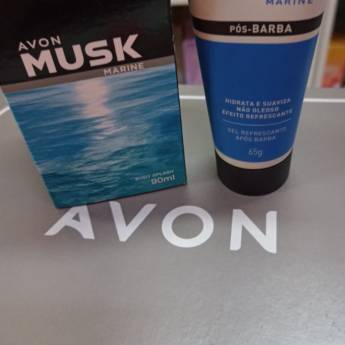 AVON
MUSK
MARINE
BODY SPLASH
90ml
MARINE
PÓS-BARBA
HIDRATA E SUAVIZA
NÃO OLEOSO
EFEITO REFRESCANTE
GEL REFRESCANTE
APÓS BARBA
65g
AVON